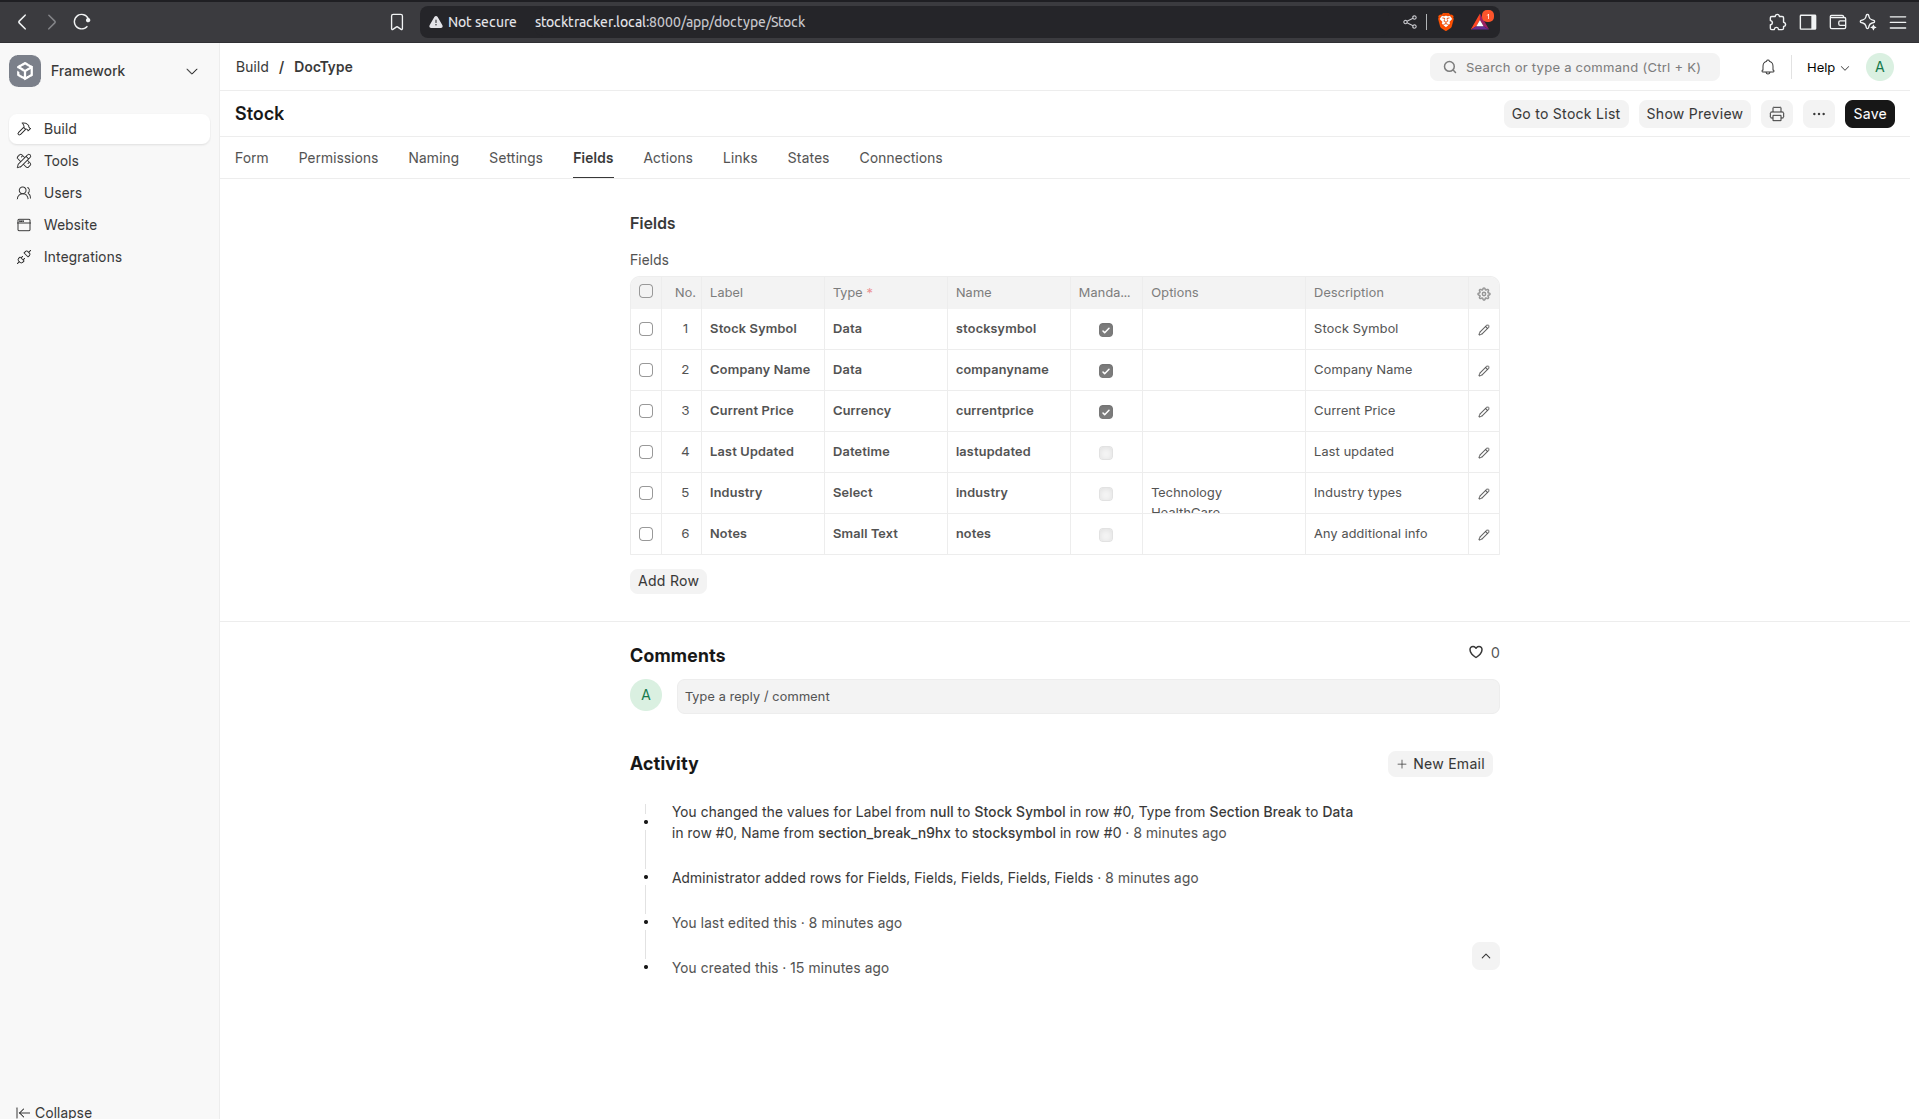 Not secure stocktracker.local:8000/app/doctype/Stock 1
Framework
Build / DocType
Search or type a command (Ctrl + K)
Help
A
Build
Tools
Users
Website
Integrations
Collapse
Stock
Go to Stock List Show Preview ... Save
Form Permissions Naming Settings Fields Actions Links States Connections
Fields
Fields
No. Label Type * Name Manda... Options Description
1 Stock Symbol Data stocksymbol Stock Symbol
2 Company Name Data companyname Company Name
3 Current Price Currency currentprice Current Price
4 Last Updated Datetime lastupdated Last updated
5 Industry Select industry Technology Industry types
HealthCare
6 Notes Small Text notes Any additional info
Add Row
Comments 0
A Type a reply / comment
Activity + New Email
You changed the values for Label from null to Stock Symbol in row #0, Type from Section Break to Data
in row #0, Name from section_break_n9hx to stocksymbol in row #0 · 8 minutes ago
Administrator added rows for Fields, Fields, Fields, Fields, Fields · 8 minutes ago
You last edited this · 8 minutes ago
You created this · 15 minutes ago